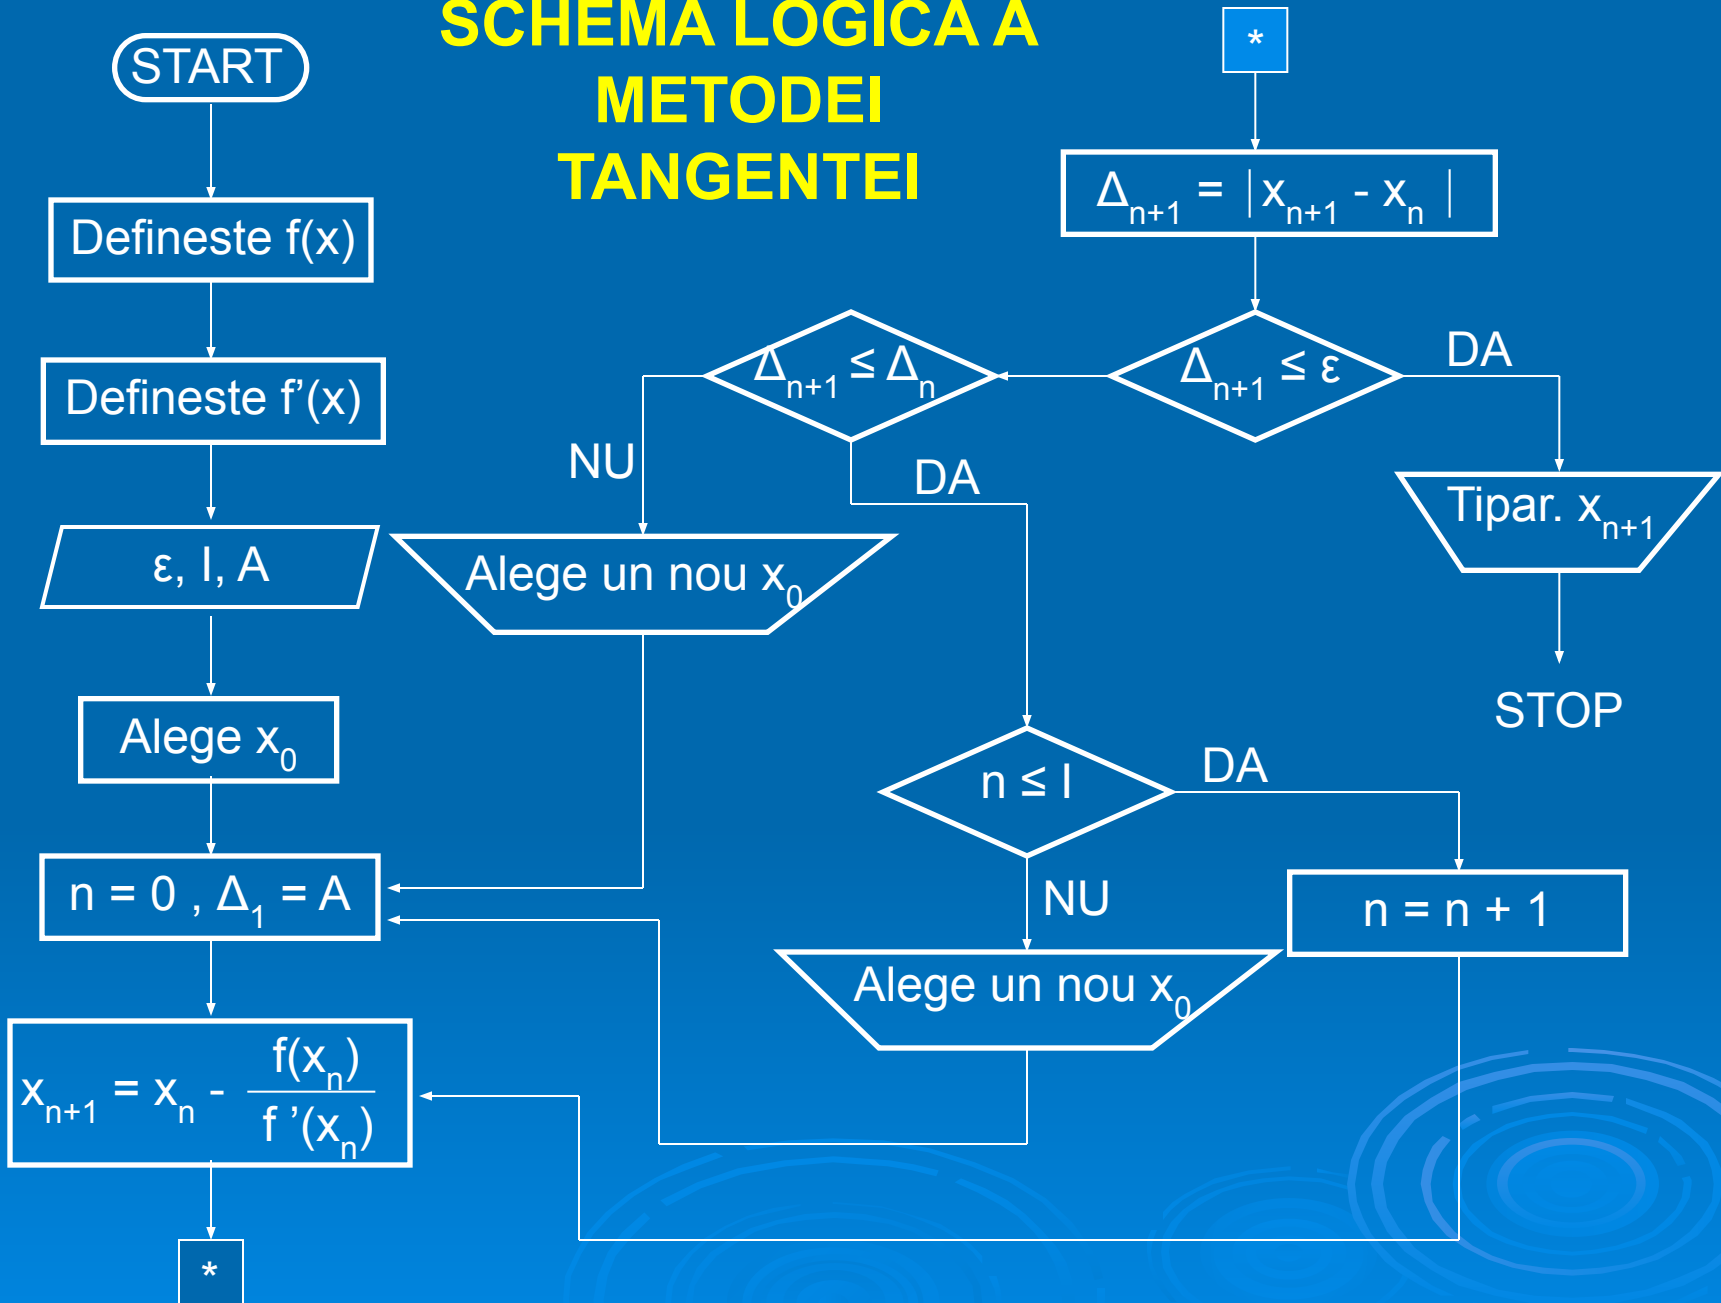 SCHEMA LOGICA A
METODEI
TANGENTEI
START
Defineste f(x)
Defineste f’(x)
ε, I, A
Alege x₀
n = 0 , Δ₁ = A
xₙ₊₁ = xₙ - f(xₙ) / f ’(xₙ)
*
*
Δₙ₊₁ = |xₙ₊₁ - xₙ |
Δₙ₊₁ ≤ ε
DA
Tipar. xₙ₊₁
STOP
Δₙ₊₁ ≤ Δₙ
NU
DA
Alege un nou x₀
n ≤ I
DA
NU
n = n + 1
Alege un nou x₀